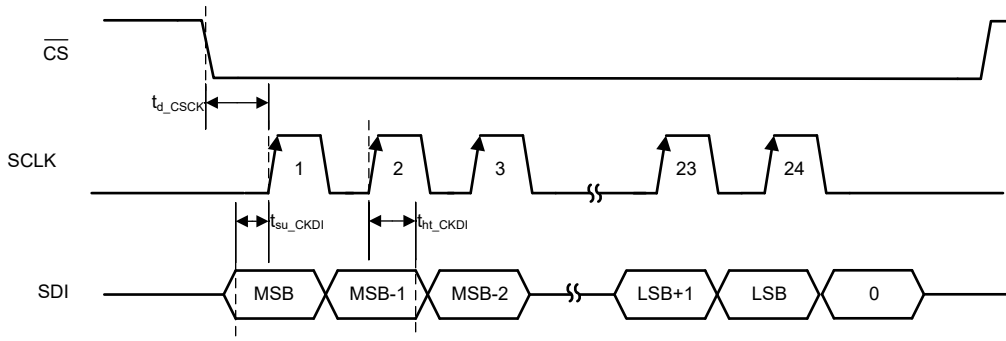 CS
t_d_CSCK
SCLK
1 2 3 23 24
t_su_CKDI t_ht_CKDI
SDI
MSB MSB-1 MSB-2 LSB+1 LSB 0